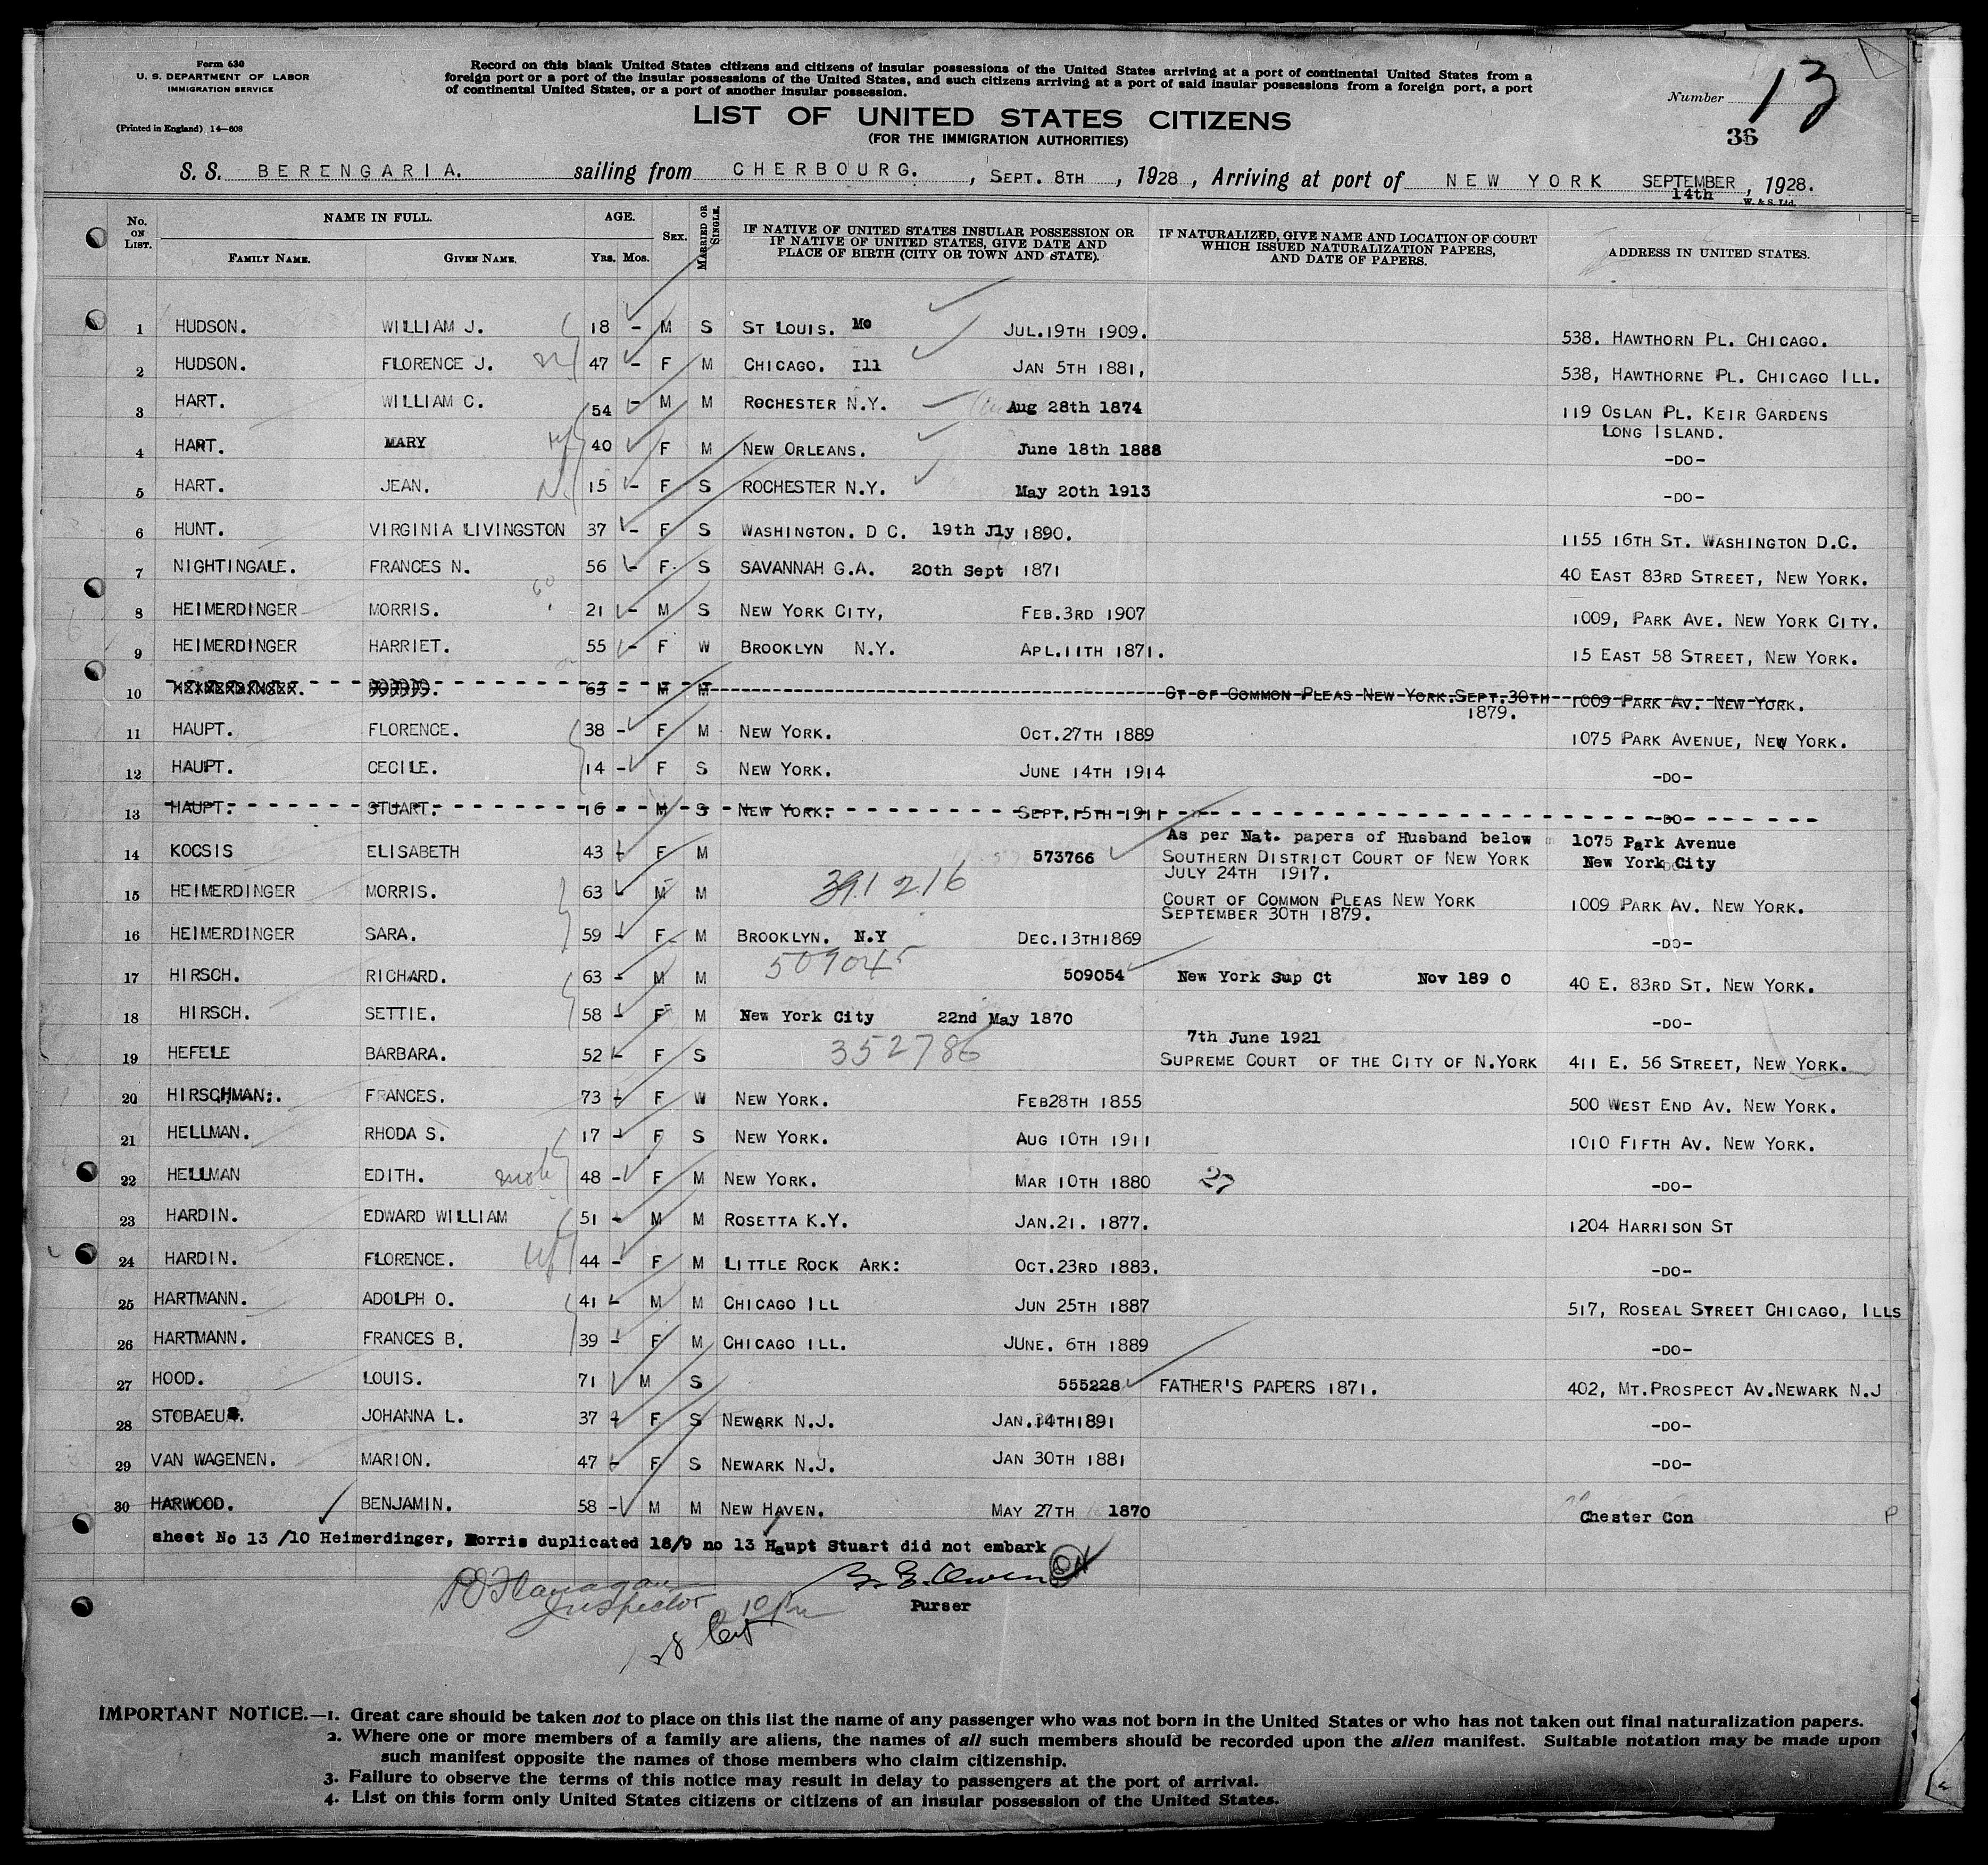 Form 630
U. S. DEPARTMENT OF LABOR
IMMIGRATION SERVICE
(Printed in England) 14—608
Record on this blank United States citizens and citizens of insular possessions of the United States arriving at a port of continental United States from a
foreign port or a port of the insular possessions of the United States, and such citizens arriving at a port of said insular possessions from a foreign port, a port
of continental United States, or a port of another insular possession.
Number 13
36
LIST OF UNITED STATES CITIZENS
(FOR THE IMMIGRATION AUTHORITIES)
S. S. BERENGARIA. sailing from CHERBOURG. , SEPT. 8TH , 1928, Arriving at port of NEW YORK SEPTEMBER 14th , 1928.
W. & S. Ltd.
No. ON LIST. NAME IN FULL. FAMILY NAME. GIVEN NAME. AGE. YRS. MOS. SEX. MARRIED OR SINGLE. IF NATIVE OF UNITED STATES INSULAR POSSESSION OR IF NATIVE OF UNITED STATES, GIVE DATE AND PLACE OF BIRTH (CITY OR TOWN AND STATE). IF NATURALIZED, GIVE NAME AND LOCATION OF COURT WHICH ISSUED NATURALIZATION PAPERS, AND DATE OF PAPERS. ADDRESS IN UNITED STATES.
1 HUDSON. WILLIAM J. 18 - M S ST LOUIS. Mo JUL.19TH 1909. 538. HAWTHORN PL. CHICAGO.
2 HUDSON. FLORENCE J. 47 - F M CHICAGO. Ill JAN 5TH 1881, 538, HAWTHORNE PL. CHICAGO ILL.
3 HART. WILLIAM C. 54 - M M ROCHESTER N.Y. Aug 28th 1874 119 OSLAN PL. KEIR GARDENS
LONG ISLAND.
4 HART. MARY 40 F M NEW ORLEANS. June 18th 1888 -DO-
5 HART. JEAN. 15 - F S ROCHESTER N.Y. May 20th 1913 -DO-
6 HUNT. VIRGINIA LIVINGSTON 37 - F S WASHINGTON. D C. 19th Jly 1890. 1155 16TH ST. WASHINGTON D.C.
7 NIGHTINGALE. FRANCES N. 56 - F. S SAVANNAH G.A. 20th Sept 1871 40 EAST 83RD STREET, NEW YORK.
8 HEIMERDINGER MORRIS. 21 - M S NEW YORK CITY, FEB.3RD 1907 1009, PARK AVE. NEW YORK CITY.
9 HEIMERDINGER HARRIET. 55 - F W BROOKLYN N.Y. APL.11TH 1871. 15 EAST 58 STREET, NEW YORK.
10 HEIMERDINGER. 63 - M M CT OF COMMON PLEAS NEW YORK.SEPT.30TH 1009 PARK AV. NEW YORK.
1879.
11 HAUPT. FLORENCE. 38 - F M NEW YORK. OCT.27TH 1889 1075 PARK AVENUE, NEW YORK.
12 HAUPT. CECILE. 14 - F S NEW YORK. JUNE 14TH 1914 -DO-
13 HAUPT. STUART. 16 - M S NEW YORK. SEPT.15TH 1911 -DO-
As per Nat. papers of Husband below 1075 Park Avenue
14 KOCSIS ELISABETH 43 - F M 573766 SOUTHERN DISTRICT COURT OF NEW YORK New York City
JULY 24TH 1917.
15 HEIMERDINGER MORRIS. 63 - M M 391216 COURT OF COMMON PLEAS NEW YORK 1009 PARK AV. NEW YORK.
SEPTEMBER 30TH 1879.
16 HEIMERDINGER SARA. 59 - F M BROOKLYN. N.Y DEC.13TH1869 -DO-
509045
17 HIRSCH. RICHARD. 63 - M M 509054 New York Sup Ct Nov 189 0 40 E. 83RD ST. NEW YORK.
18 HIRSCH. SETTIE. 58 - F M New York City 22nd May 1870 -DO-
7th June 1921
19 HEFELE BARBARA. 52 - F S 352786 SUPREME COURT OF THE CITY OF N.YORK 411 E. 56 STREET, NEW YORK.
20 HIRSCHMAN:. FRANCES. 73 - F W NEW YORK. FEB28TH 1855 500 WEST END AV. NEW YORK.
21 HELLMAN. RHODA S. 17 - F S NEW YORK. AUG 10TH 1911 1010 FIFTH AV. NEW YORK.
22 HELLMAN EDITH. moth 48 - F M NEW YORK. MAR 10TH 1880 27 -DO-
23 HARDIN. EDWARD WILLIAM 51 - M M ROSETTA K.Y. JAN.21. 1877. 1204 HARRISON ST
24 HARDIN. FLORENCE. wf 44 - F M LITTLE ROCK ARK: OCT.23RD 1883. -DO-
25 HARTMANN. ADOLPH O. 41 - M M CHICAGO ILL JUN 25TH 1887 517, ROSEAL STREET CHICAGO, ILLS
26 HARTMANN. FRANCES B. 39 - F M CHICAGO ILL. JUNE. 6TH 1889 -DO-
27 HOOD. LOUIS. 71 M S 555228 FATHER'S PAPERS 1871. 402, MT.PROSPECT AV.NEWARK N.J
28 STOBAEUS. JOHANNA L. 37 - F S NEWARK N.J. JAN.14TH1891 -DO-
29 VAN WAGENEN. MARION. 47 - F S NEWARK N.J. JAN 30TH 1881 -DO-
30 HARWOOD. BENJAMIN. 58 - M M NEW HAVEN. MAY 27TH 1870 Chester Con
sheet No 13 /10 Heimerdinger, Morris duplicated 18/9 no 13 Haupt Stuart did not embark
Inspector
Purser
IMPORTANT NOTICE.—1. Great care should be taken not to place on this list the name of any passenger who was not born in the United States or who has not taken out final naturalization papers.
2. Where one or more members of a family are aliens, the names of all such members should be recorded upon the alien manifest. Suitable notation may be made upon
such manifest opposite the names of those members who claim citizenship.
3. Failure to observe the terms of this notice may result in delay to passengers at the port of arrival.
4. List on this form only United States citizens or citizens of an insular possession of the United States.